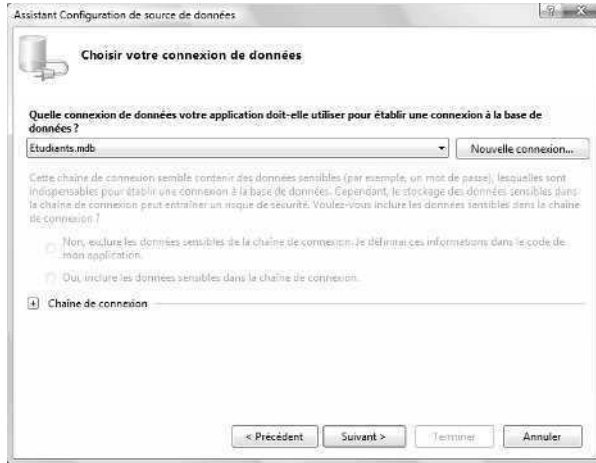 Assistant Configuration de source de données
Choisir votre connexion de données
Quelle connexion de données votre application doit-elle utiliser pour établir une connexion à la base de
données ?
Etudiants.mdb
Nouvelle connexion...
Cette chaîne de connexion semble contenir des données sensibles (par exemple, un mot de passe), lesquelles sont
indispensables pour établir une connexion à la base de données. Cependant, le stockage des données sensibles dans
la chaîne de connexion peut entraîner un risque de sécurité. Voulez-vous inclure les données sensibles dans la chaîne
de connexion ?
Non, exclure les données sensibles de la chaîne de connexion. Je définirai ces informations dans le code de
mon application.
Oui, inclure les données sensibles dans la chaîne de connexion.
Chaîne de connexion
< Précédent
Suivant >
Terminer
Annuler